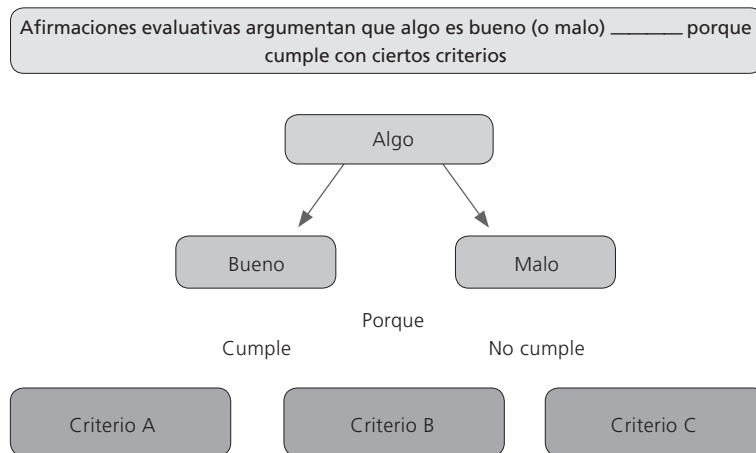 Afirmaciones evaluativas argumentan que algo es bueno (o malo) ________ porque
cumple con ciertos criterios
Algo
Bueno
Malo
Porque
Cumple
No cumple
Criterio A
Criterio B
Criterio C